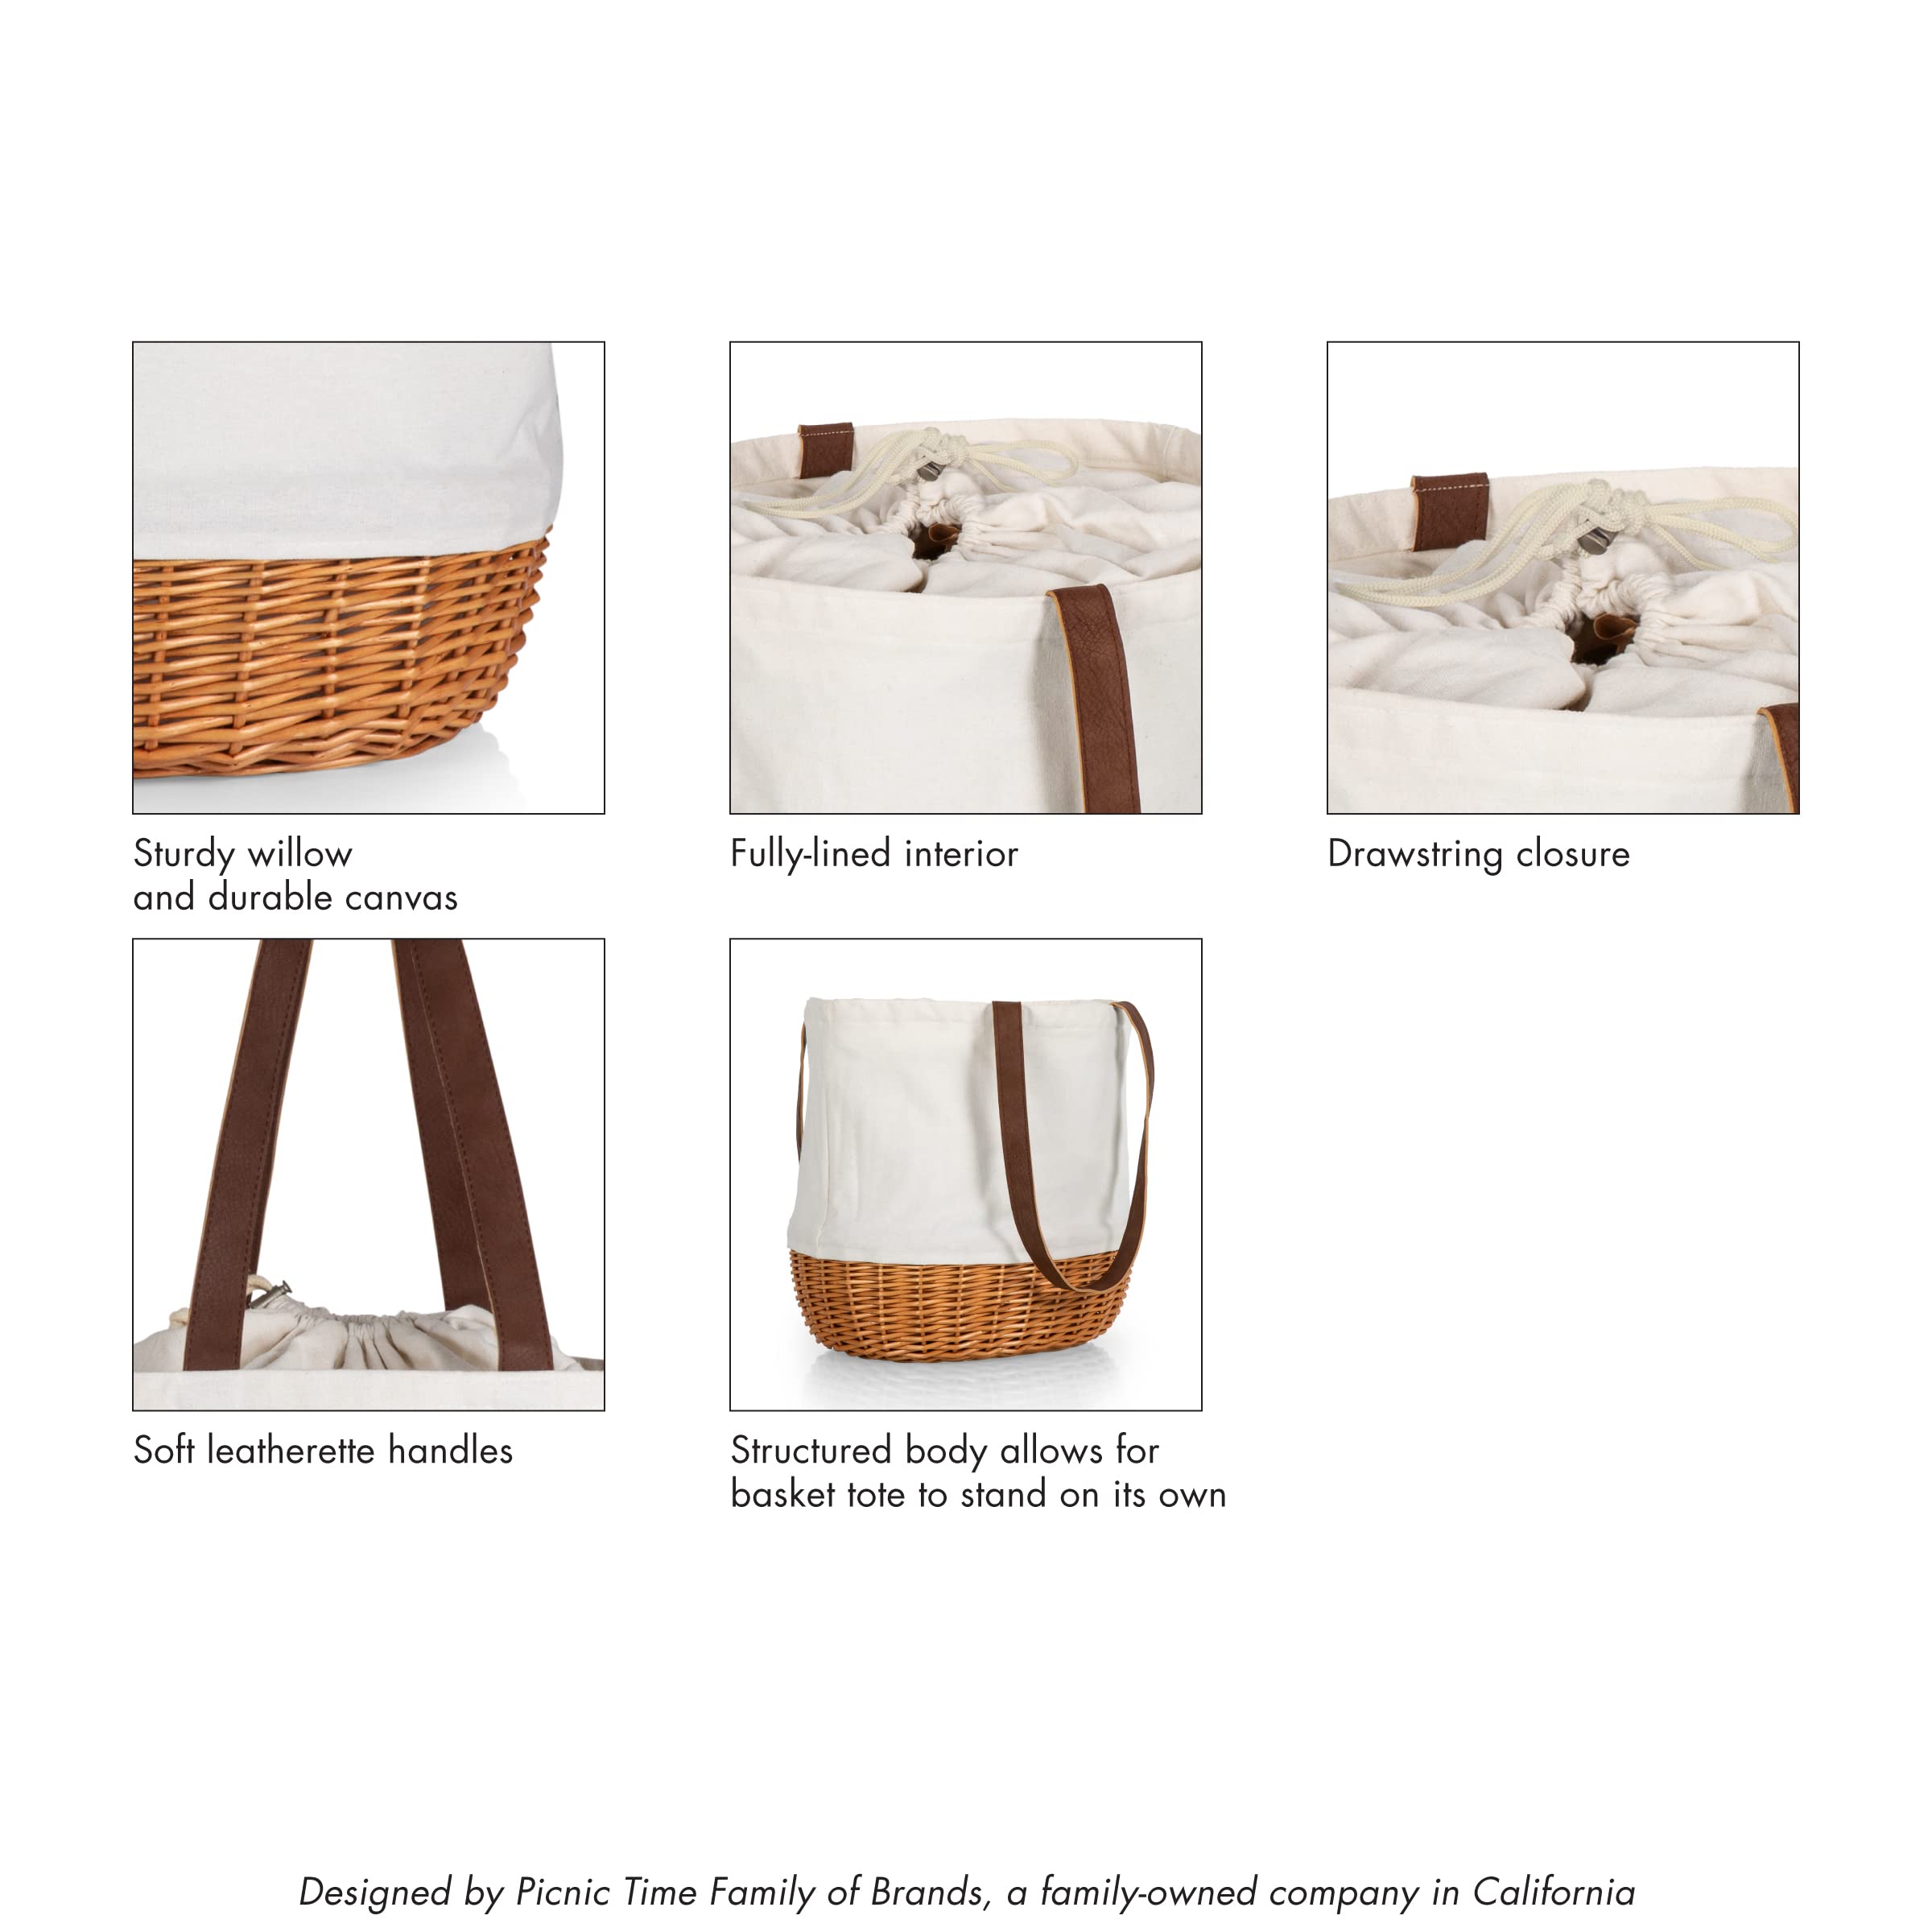 Sturdy willow
and durable canvas
Fully-lined interior
Drawstring closure
Soft leatherette handles
Structured body allows for
basket tote to stand on its own
Designed by Picnic Time Family of Brands, a family-owned company in California